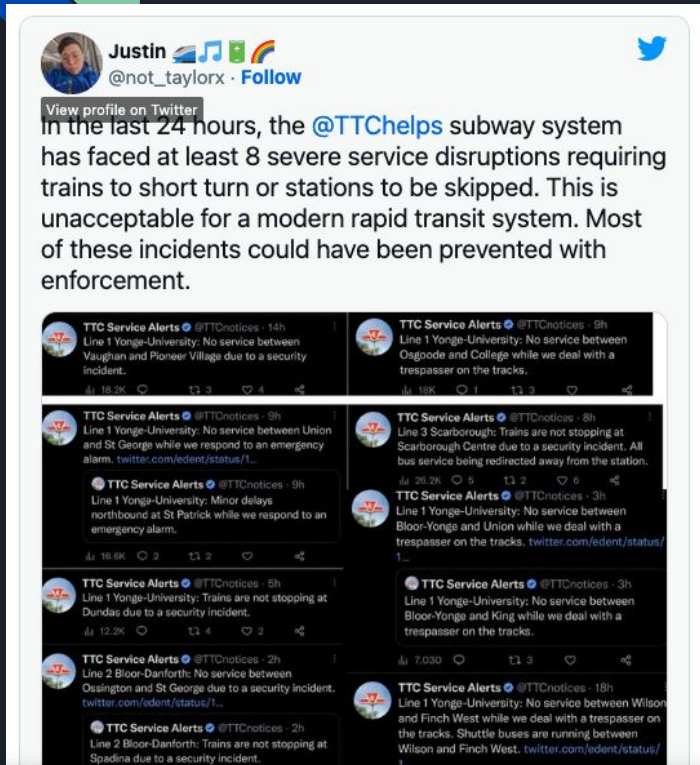 Justin 🚄🎵🔋🌈
@not_taylorx · Follow
View profile on Twitter
In the last 24 hours, the @TTChelps subway system
has faced at least 8 severe service disruptions requiring
trains to short turn or stations to be skipped. This is
unacceptable for a modern rapid transit system. Most
of these incidents could have been prevented with
enforcement.
TTC Service Alerts @TTCnotices · 14h
Line 1 Yonge-University: No service between
Vaughan and Pioneer Village due to a security
incident.
18.2K 3 4
TTC Service Alerts @TTCnotices · 9h
Line 1 Yonge-University: No service between Union
and St George while we respond to an emergency
alarm. twitter.com/edent/status/1...
TTC Service Alerts @TTCnotices · 9h
Line 1 Yonge-University: Minor delays
northbound at St Patrick while we respond to an
emergency alarm.
16.6K 2 2
TTC Service Alerts @TTCnotices · 5h
Line 1 Yonge-University: Trains are not stopping at
Dundas due to a security incident.
12.2K 4 2
TTC Service Alerts @TTCnotices · 2h
Line 2 Bloor-Danforth: No service between
Ossington and St George due to a security incident.
twitter.com/edent/status/1...
TTC Service Alerts @TTCnotices · 2h
Line 2 Bloor-Danforth: Trains are not stopping at
Spadina due to a security incident.
TTC Service Alerts @TTCnotices · 9h
Line 1 Yonge-University: No service between
Osgoode and College while we deal with a
trespasser on the tracks.
18K 1 3
TTC Service Alerts @TTCnotices · 8h
Line 3 Scarborough: Trains are not stopping at
Scarborough Centre due to a security incident. All
bus service being redirected away from the station.
26.2K 5 2 6
TTC Service Alerts @TTCnotices · 3h
Line 1 Yonge-University: No service between
Bloor-Yonge and Union while we deal with a
trespasser on the tracks. twitter.com/edent/status/
1...
TTC Service Alerts @TTCnotices · 3h
Line 1 Yonge-University: No service between
Bloor-Yonge and King while we deal with a
trespasser on the tracks.
7,030 3
TTC Service Alerts @TTCnotices · 18h
Line 1 Yonge-University: No service between Wilson
and Finch West while we deal with a trespasser on
the tracks. Shuttle buses are running between
Wilson and Finch West. twitter.com/edent/status/